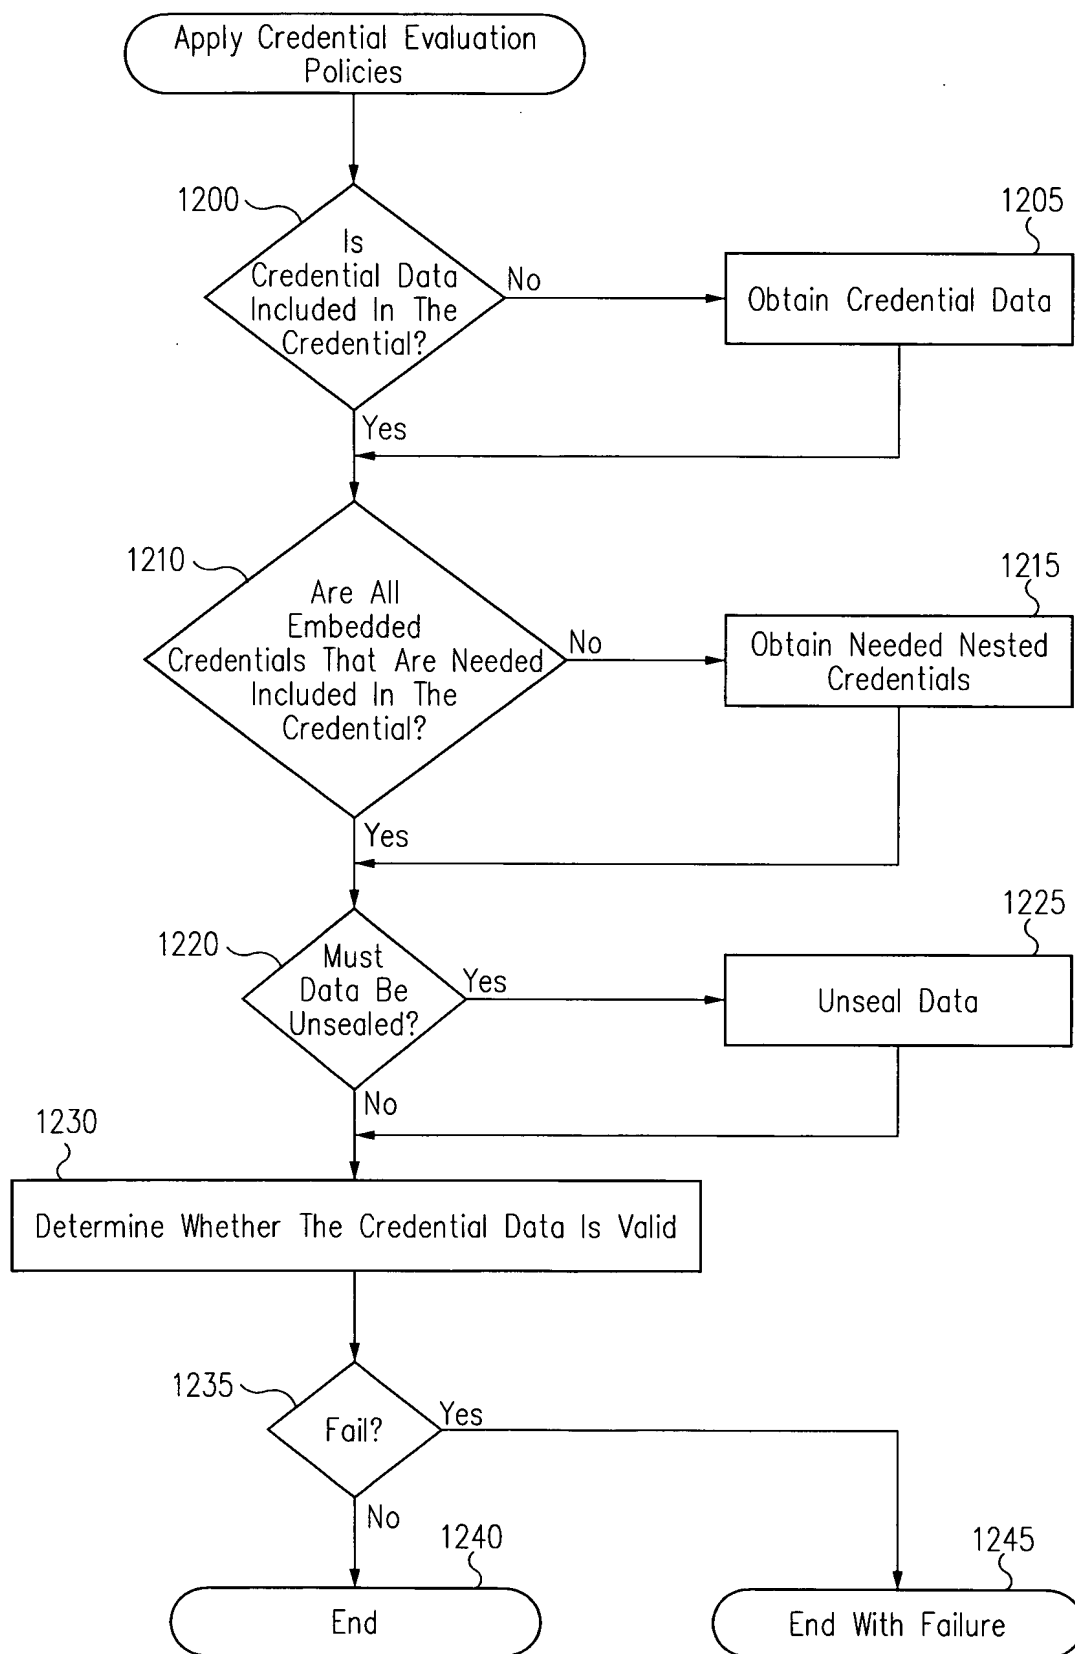 Apply Credential Evaluation
Policies
1200
Is
Credential Data
Included In The
Credential?
No
1205
Obtain Credential Data
Yes
1210
Are All
Embedded
Credentials That Are Needed
Included In The
Credential?
No
1215
Obtain Needed Nested
Credentials
Yes
1220
Must
Data Be
Unsealed?
Yes
1225
Unseal Data
No
1230
Determine Whether The Credential Data Is Valid
1235
Fail?
Yes
No
1240
End
1245
End With Failure